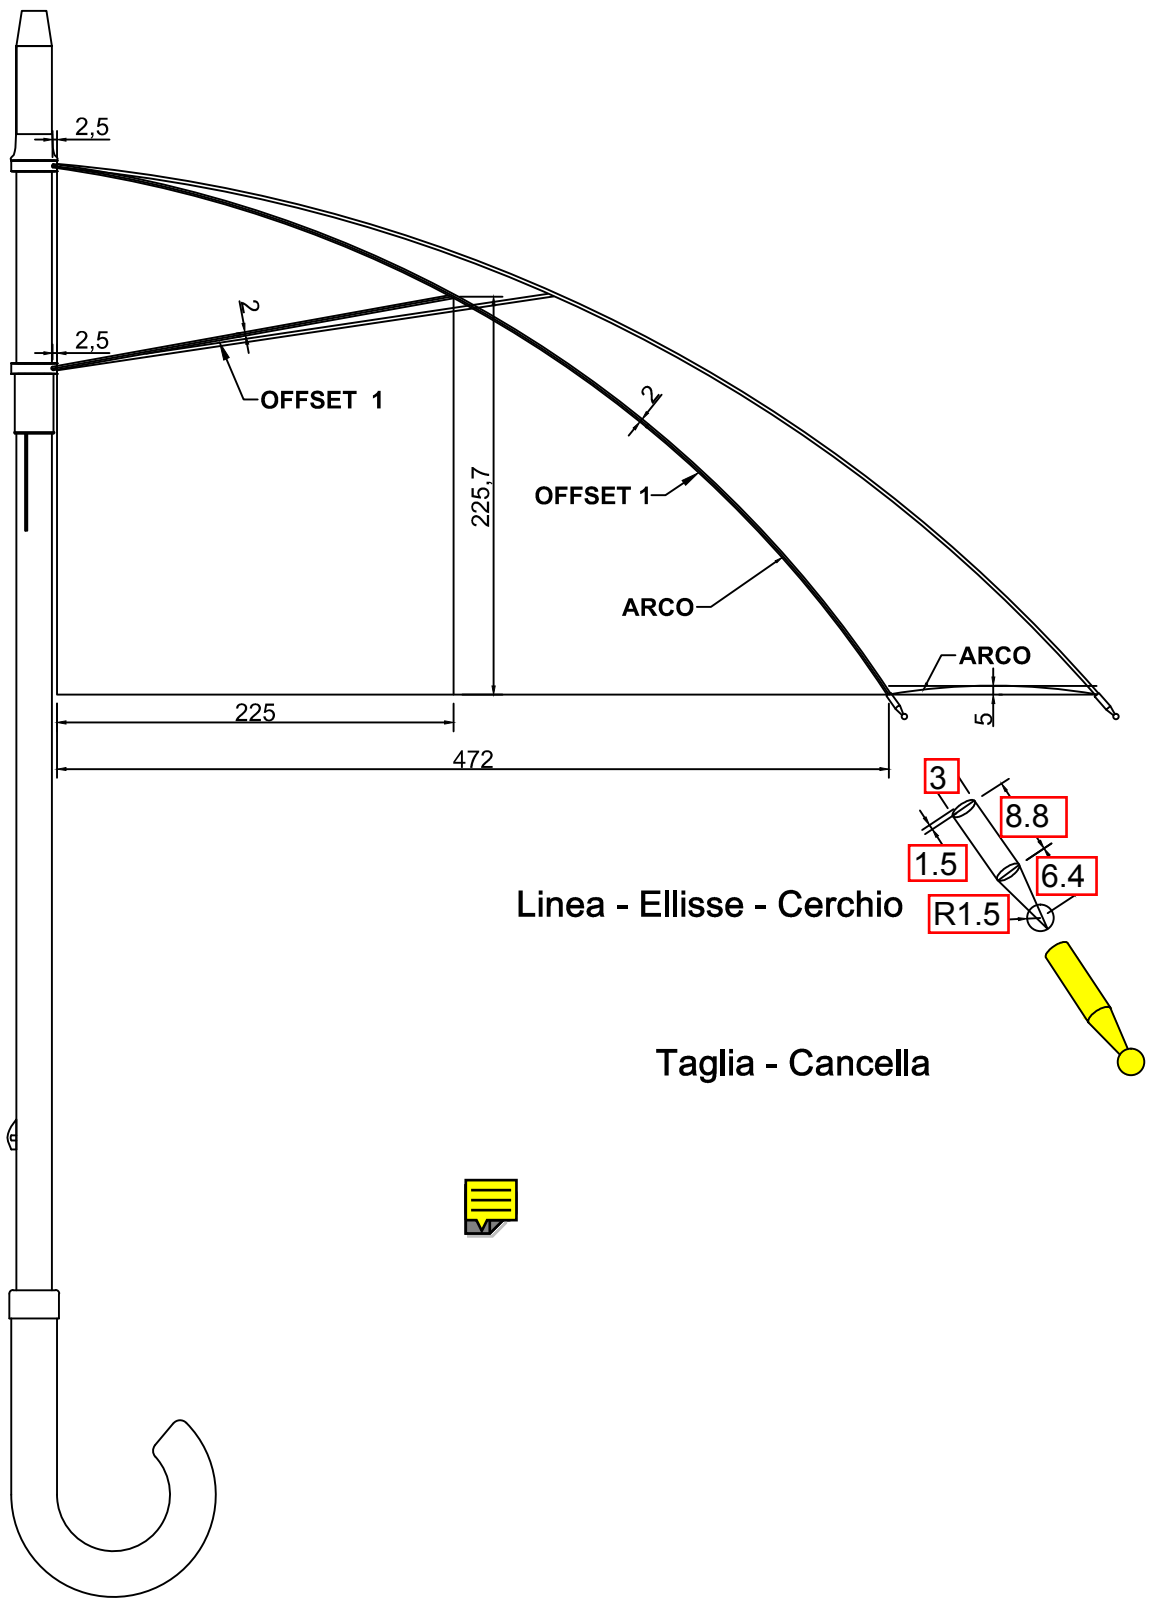 2,5
2
2,5
OFFSET 1
2
225,7
OFFSET 1
ARCO
ARCO
225
5
472
3
8.8
1.5
6.4
Linea - Ellisse - Cerchio
R1.5
Taglia - Cancella